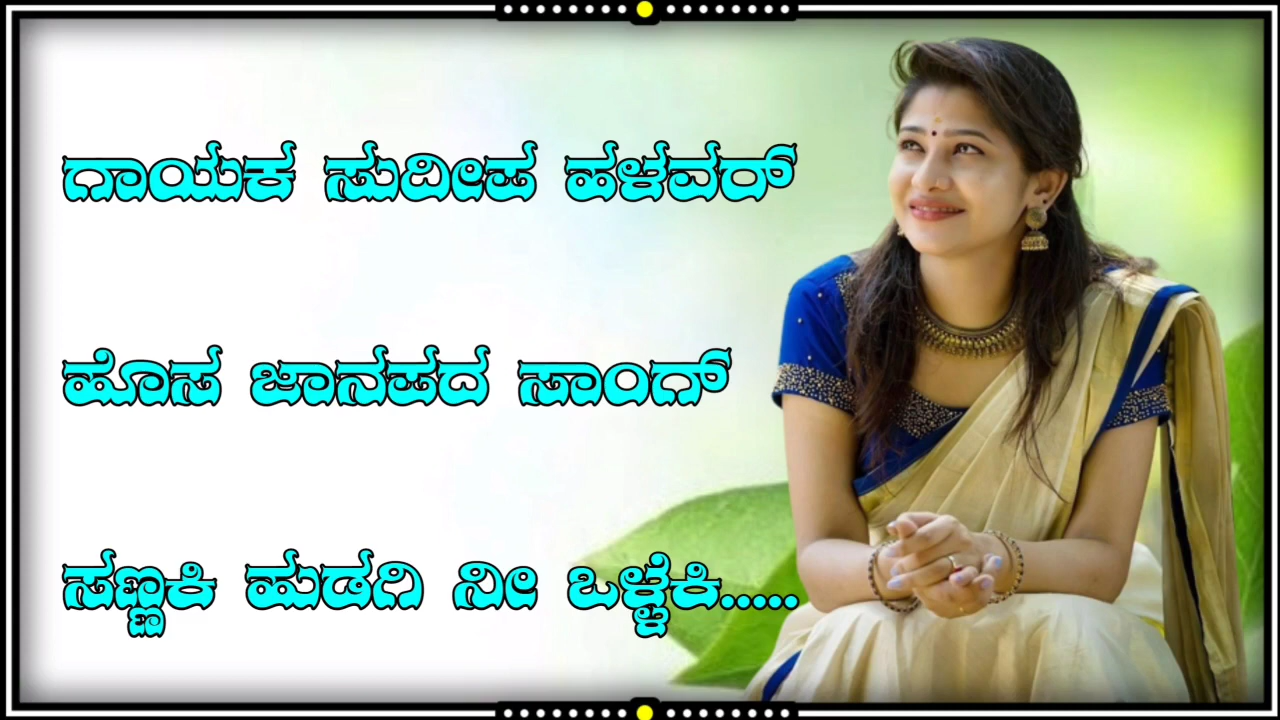 ಗಾಯಕ ಸುದೀಪ ಹಳವರ್
ಹೊಸ ಜಾನಪದ ಸಾಂಗ್
ಸಣ್ಣಕಿ ಹುಡಗಿ ನೀ ಒಳ್ಳೆಕಿ.....